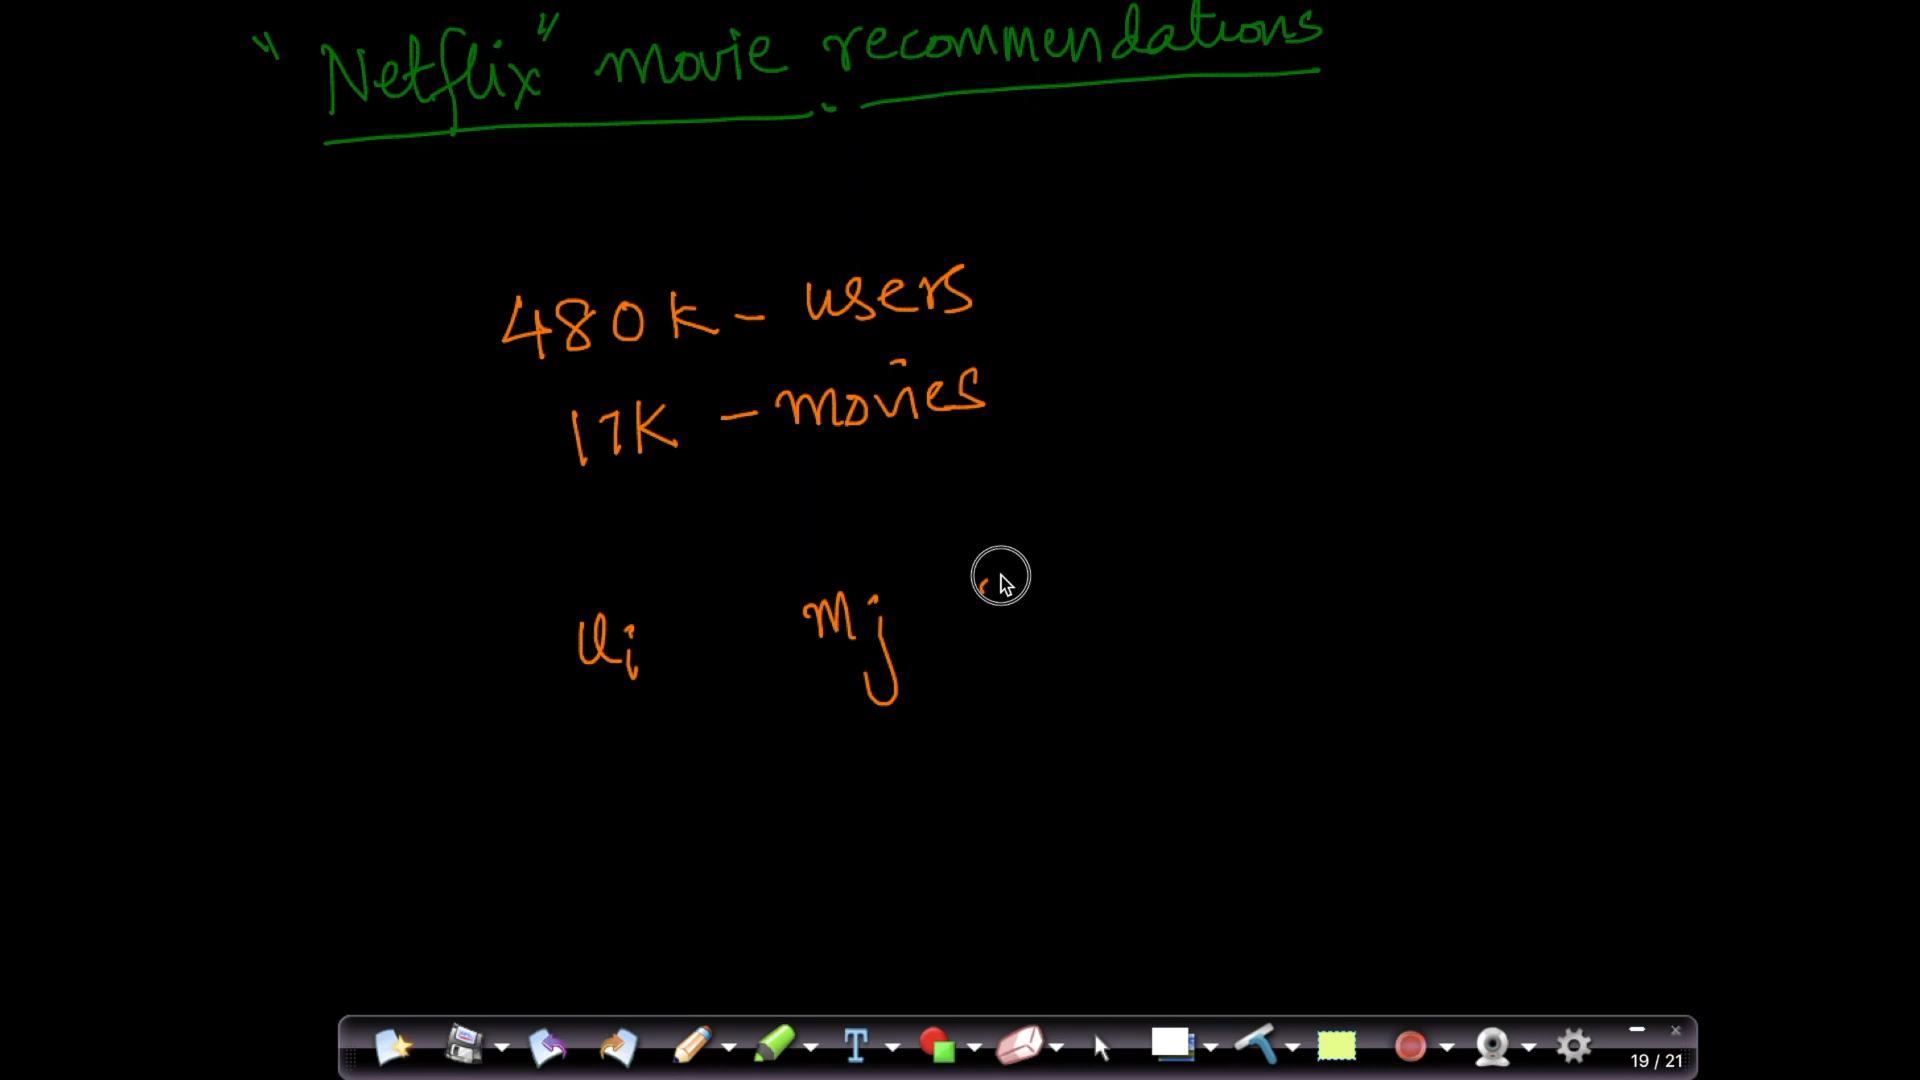 "Netflix" movie recommendations
480K - users
17K - movies
ui mj
T
19 / 21